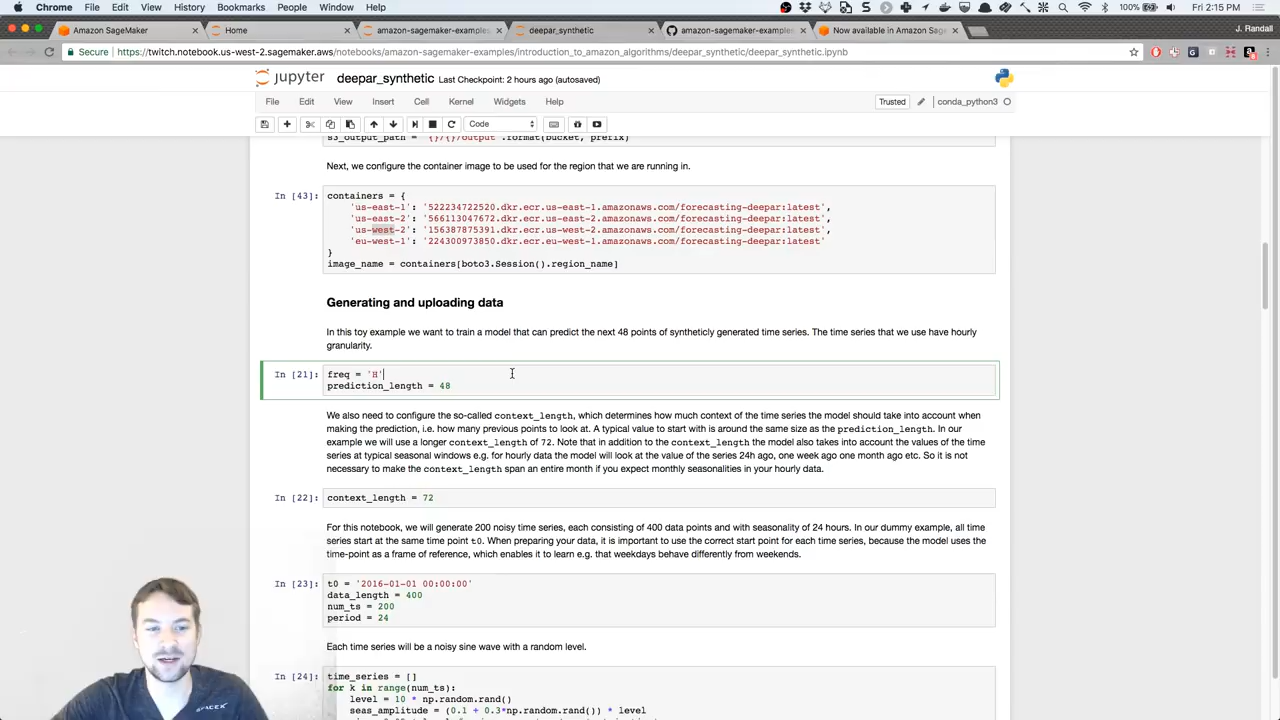 Chrome File Edit View History Bookmarks People Window Help
100% Fri 2:15 PM
Amazon SageMaker
Home
amazon-sagemaker-examples
deepar_synthetic
amazon-sagemaker-examples
Now available in Amazon Sage
J. Randall
Secure https://twitch.notebook.us-west-2.sagemaker.aws/notebooks/amazon-sagemaker-examples/introduction_to_amazon_algorithms/deepar_synthetic/deepar_synthetic.ipynb
jupyter deepar_synthetic Last Checkpoint: 2 hours ago (autosaved)
File Edit View Insert Cell Kernel Widgets Help
Trusted conda_python3
Code
s3_output_path = "{}/{}/output".format(bucket, prefix)
Next, we configure the container image to be used for the region that we are running in.
In [43]: containers = {
'us-east-1': '522234722520.dkr.ecr.us-east-1.amazonaws.com/forecasting-deepar:latest',
'us-east-2': '566113047672.dkr.ecr.us-east-2.amazonaws.com/forecasting-deepar:latest',
'us-west-2': '156387875391.dkr.ecr.us-west-2.amazonaws.com/forecasting-deepar:latest',
'eu-west-1': '224300973850.dkr.ecr.eu-west-1.amazonaws.com/forecasting-deepar:latest'
}
image_name = containers[boto3.Session().region_name]
Generating and uploading data
In this toy example we want to train a model that can predict the next 48 points of syntheticly generated time series. The time series that we use have hourly
granularity.
In [21]: freq = 'H'
prediction_length = 48
We also need to configure the so-called context_length, which determines how much context of the time series the model should take into account when
making the prediction, i.e. how many previous points to look at. A typical value to start with is around the same size as the prediction_length. In our
example we will use a longer context_length of 72. Note that in addition to the context_length the model also takes into account the values of the time
series at typical seasonal windows e.g. for hourly data the model will look at the value of the series 24h ago, one week ago one month ago etc. So it is not
necessary to make the context_length span an entire month if you expect monthly seasonalities in your hourly data.
In [22]: context_length = 72
For this notebook, we will generate 200 noisy time series, each consisting of 400 data points and with seasonality of 24 hours. In our dummy example, all time
series start at the same time point t0. When preparing your data, it is important to use the correct start point for each time series, because the model uses the
time-point as a frame of reference, which enables it to learn e.g. that weekdays behave differently from weekends.
In [23]: t0 = '2016-01-01 00:00:00'
data_length = 400
num_ts = 200
period = 24
Each time series will be a noisy sine wave with a random level.
In [24]: time_series = []
for k in range(num_ts):
level = 10 * np.random.rand()
seas_amplitude = (0.1 + 0.3*np.random.rand()) * level
SPACEX